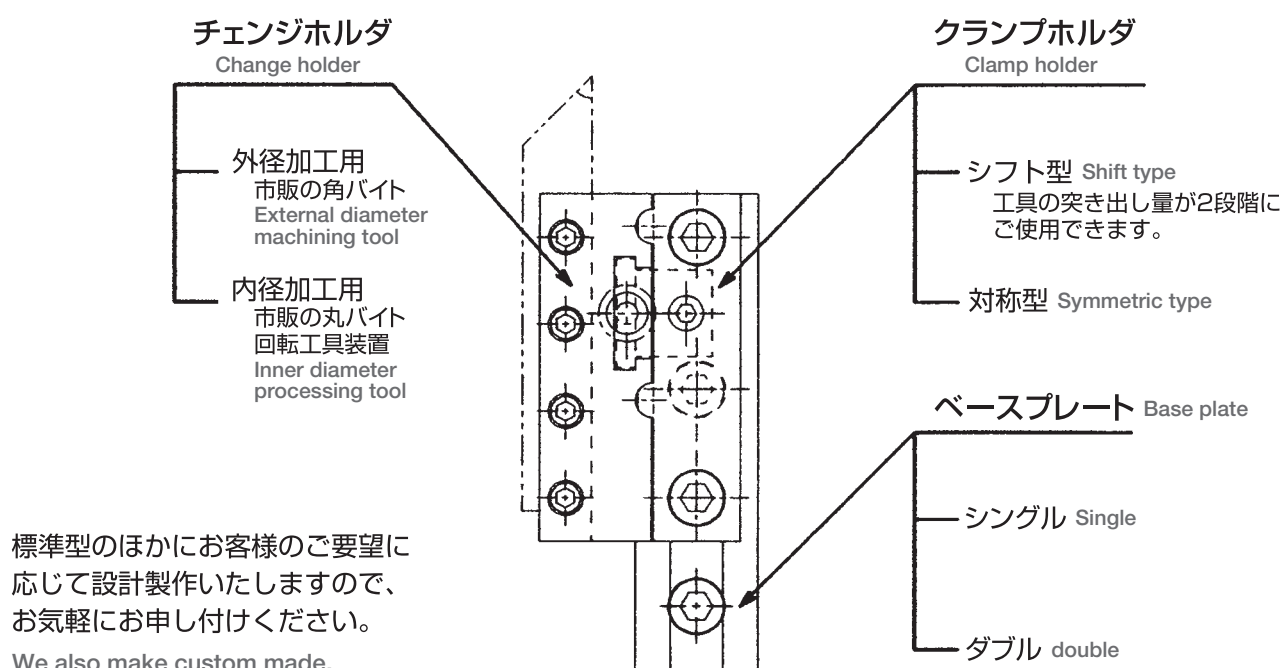 チェンジホルダ
Change holder
外径加工用
市販の角バイト
External diameter
machining tool
内径加工用
市販の丸バイト
回転工具装置
Inner diameter
processing tool
クランプホルダ
Clamp holder
シフト型 Shift type
工具の突き出し量が2段階に
ご使用できます。
対称型 Symmetric type
ベースプレート Base plate
シングル Single
ダブル double
標準型のほかにお客様のご要望に
応じて設計製作いたしますので、
お気軽にお申し付けください。
We also make custom made.